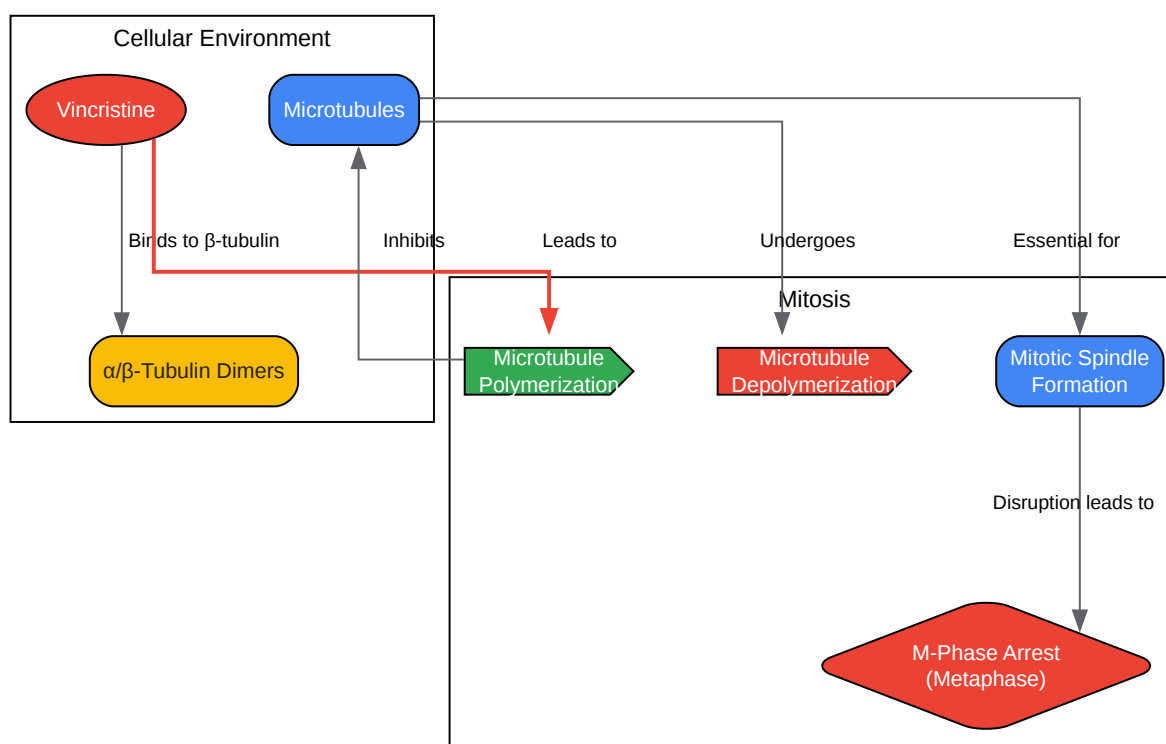 Cellular Environment
Vincristine
Microtubules
Binds to β-tubulin
Inhibits
Leads to
Undergoes
Essential for
Mitosis
α/β-Tubulin Dimers
Microtubule
Polymerization
Microtubule
Depolymerization
Mitotic Spindle
Formation
Disruption leads to
M-Phase Arrest
(Metaphase)